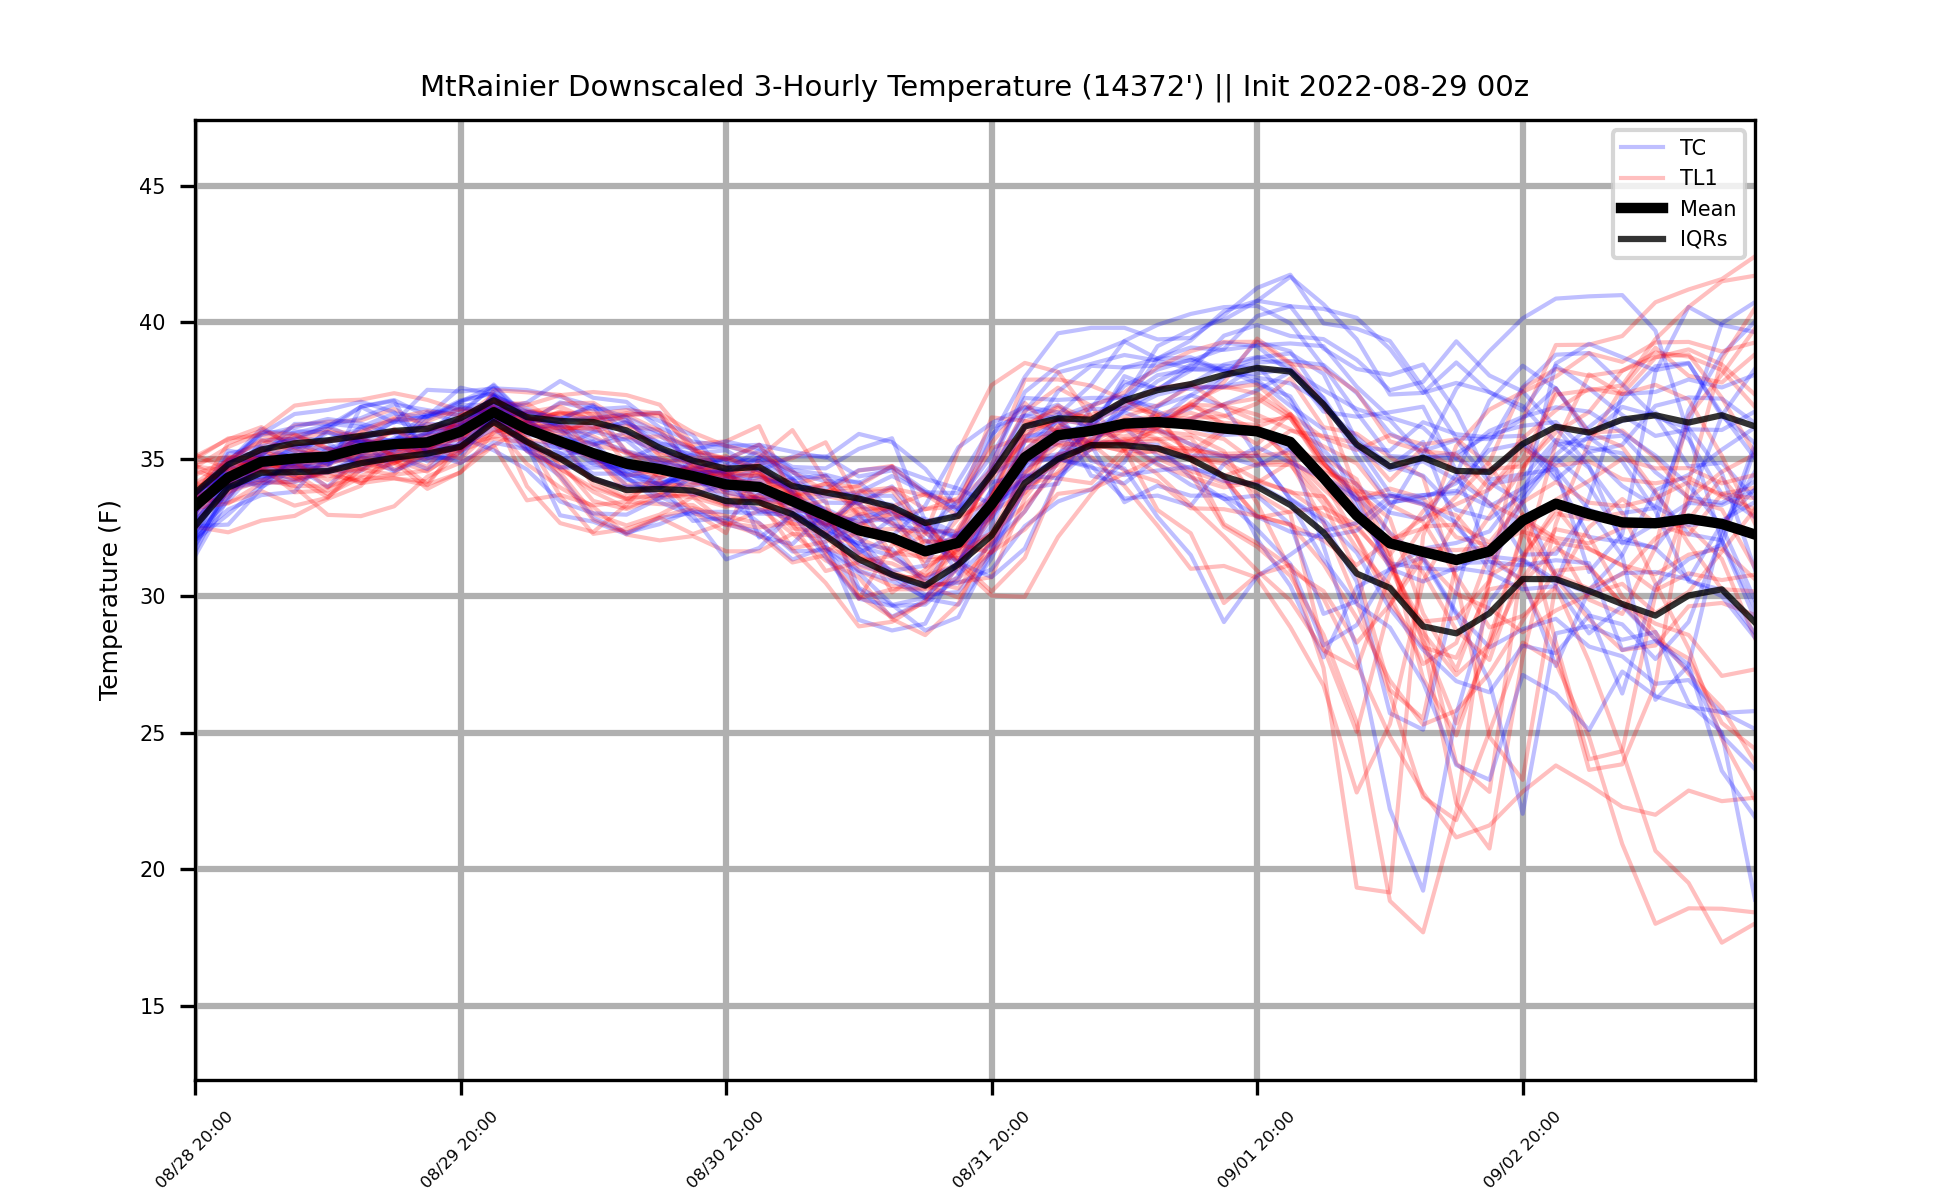 MtRainier Downscaled 3-Hourly Temperature (14372') || Init 2022-08-29 00z
TC
TL1
Mean
IQRs
Temperature (F)
45
40
35
30
25
20
15
08/28 20:00
08/29 20:00
08/30 20:00
08/31 20:00
09/01 20:00
09/02 20:00